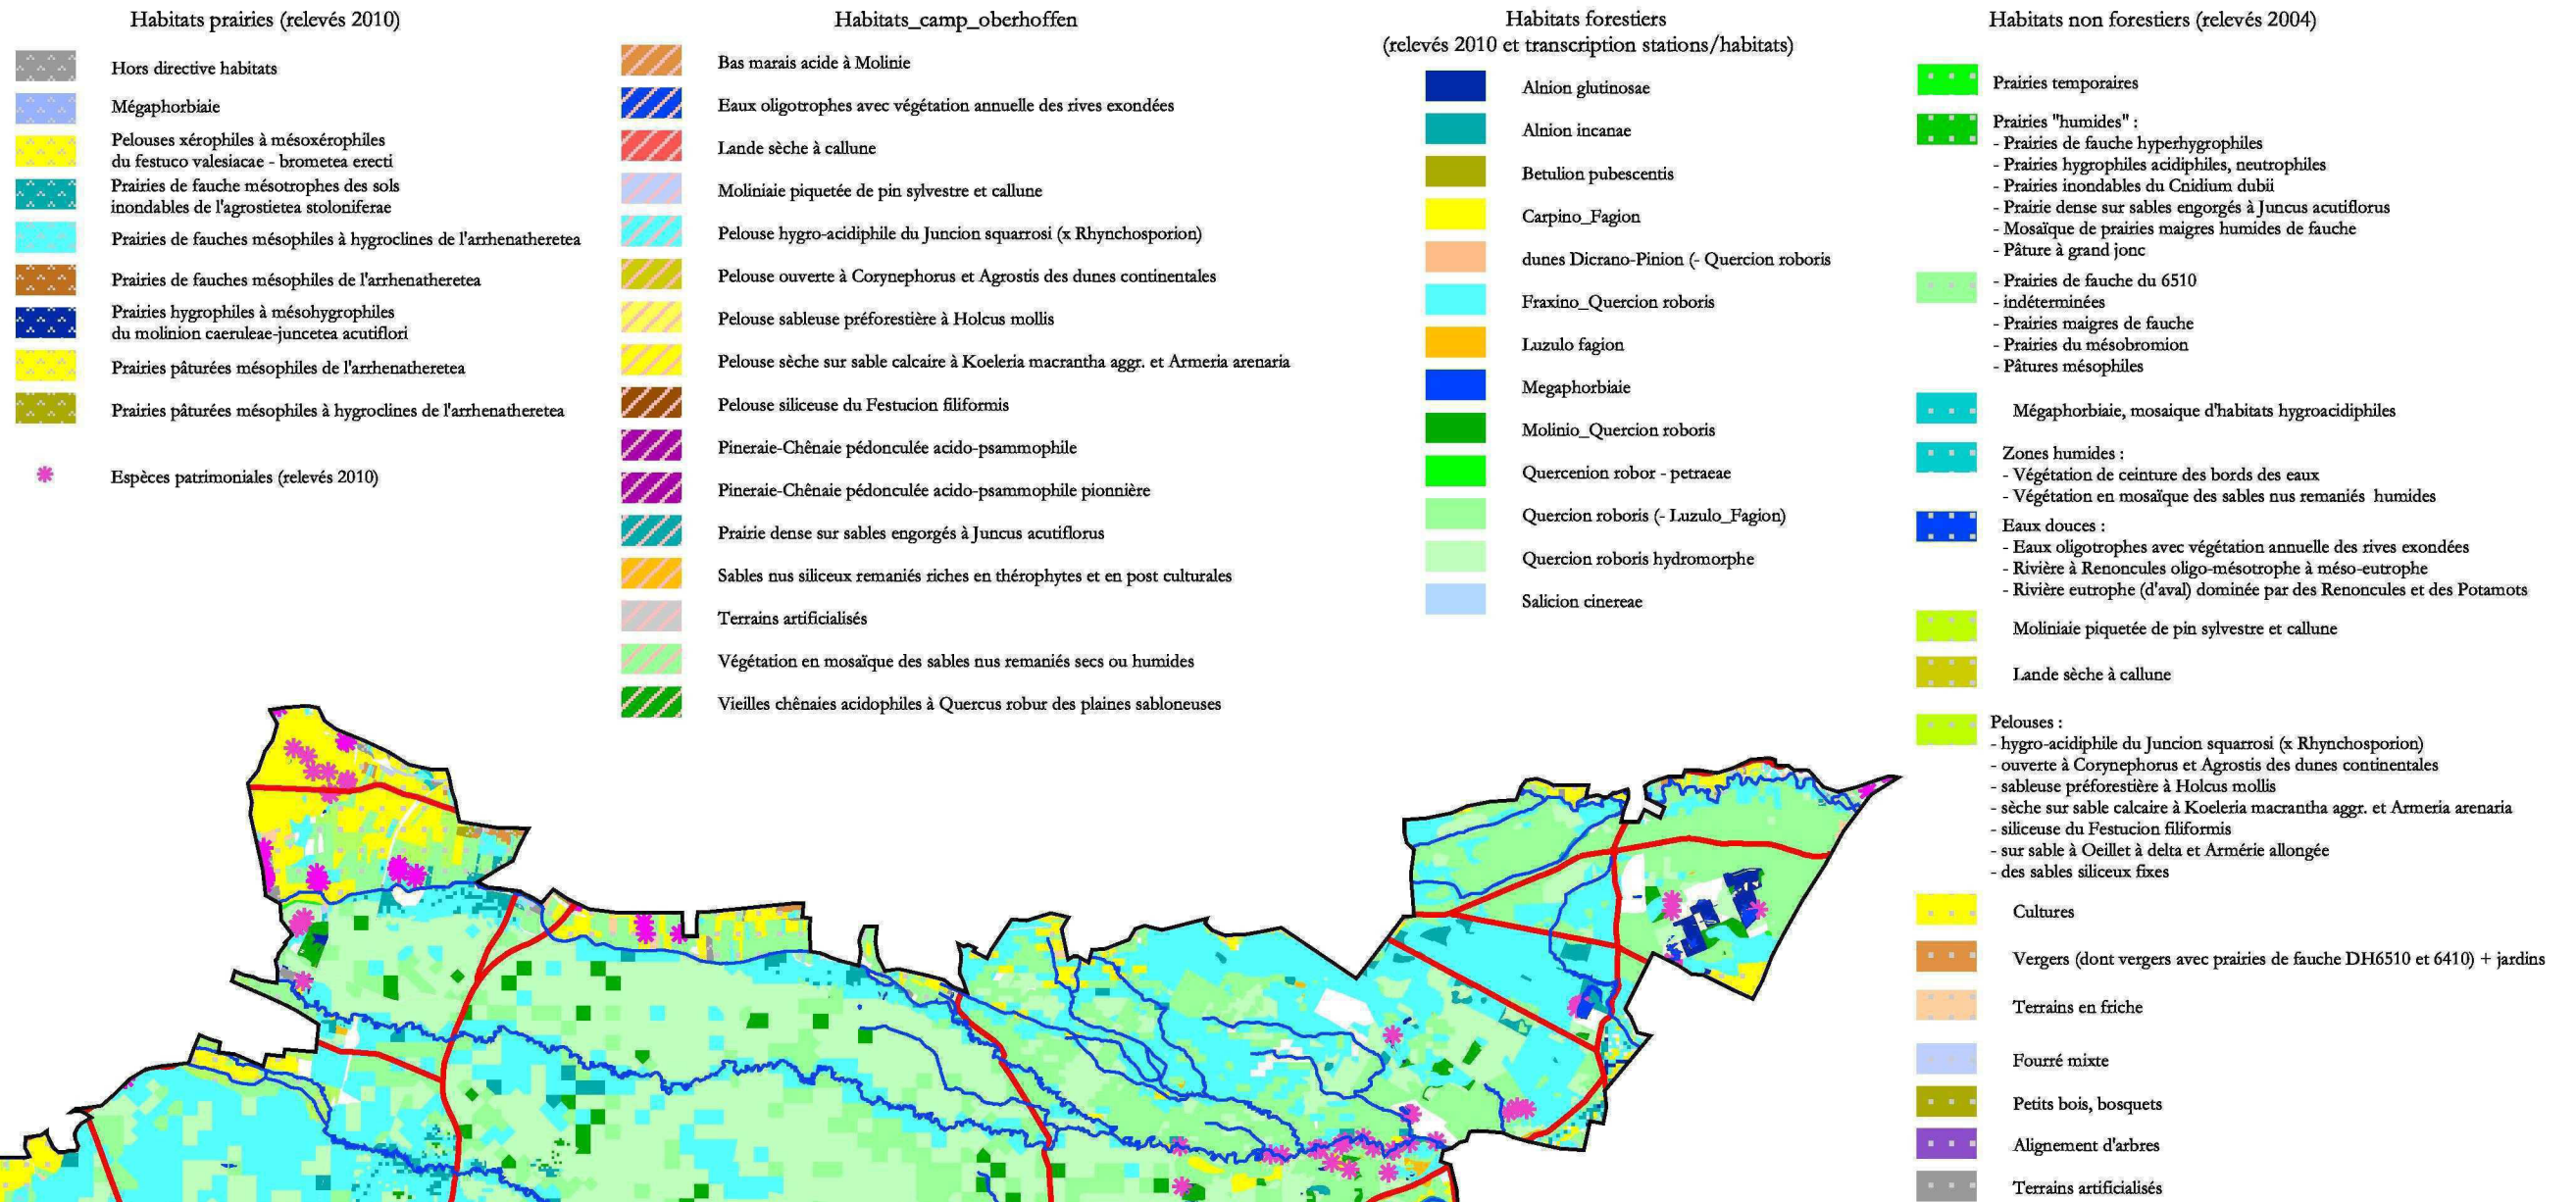 Habitats prairies (relevés 2010)
Hors directive habitats
Mégaphorbiaie
Pelouses xérophiles à mésoxérophiles
du festuco valesiacae - brometea erecti
Prairies de fauche mésotrophes des sols
inondables de l'agrostietea stoloniferae
Prairies de fauches mésophiles à hygroclines de l'arrhenatheretea
Prairies de fauches mésophiles de l'arrhenatheretea
Prairies hygrophiles à mésohygrophiles
du molinion caeruleae-juncetea acutiflori
Prairies pâturées mésophiles de l'arrhenatheretea
Prairies pâturées mésophiles à hygroclines de l'arrhenatheretea
Espèces patrimoniales (relevés 2010)
Habitats_camp_oberhoffen
Bas marais acide à Molinie
Eaux oligotrophes avec végétation annuelle des rives exondées
Lande sèche à callune
Moliniaie piquetée de pin sylvestre et callune
Pelouse hygro-acidiphile du Juncion squarrosi (x Rhynchosporion)
Pelouse ouverte à Corynephorus et Agrostis des dunes continentales
Pelouse sableuse préforestière à Holcus mollis
Pelouse sèche sur sable calcaire à Koeleria macrantha aggr. et Armeria arenaria
Pelouse siliceuse du Festucion filiformis
Pineraie-Chênaie pédonculée acido-psammophile
Pineraie-Chênaie pédonculée acido-psammophile pionnière
Prairie dense sur sables engorgés à Juncus acutiflorus
Sables nus siliceux remaniés riches en thérophytes et en post culturales
Terrains artificialisés
Végétation en mosaïque des sables nus remaniés secs ou humides
Vieilles chênaies acidophiles à Quercus robur des plaines sabloneuses
Habitats forestiers
(relevés 2010 et transcription stations/habitats)
Alnion glutinosae
Alnion incanae
Betulion pubescentis
Carpino_Fagion
dunes Dicrano-Pinion (- Quercion roboris
Fraxino_Quercion roboris
Luzulo fagion
Megaphorbiaie
Molinio_Quercion roboris
Quercenion robor - petraeae
Quercion roboris (- Luzulo_Fagion)
Quercion roboris hydromorphe
Salicion cinereae
Habitats non forestiers (relevés 2004)
Prairies temporaires
Prairies "humides" :
- Prairies de fauche hyperhygrophiles
- Prairies hygrophiles acidiphiles, neutrophiles
- Prairies inondables du Cnidium dubii
- Prairie dense sur sables engorgés à Juncus acutiflorus
- Mosaïque de prairies maigres humides de fauche
- Pâture à grand jonc
- Prairies de fauche du 6510
- indéterminées
- Prairies maigres de fauche
- Prairies du mésobromion
- Pâtures mésophiles
Mégaphorbiaie, mosaique d'habitats hygroacidiphiles
Zones humides :
- Végétation de ceinture des bords des eaux
- Végétation en mosaïque des sables nus remaniés humides
Eaux douces :
- Eaux oligotrophes avec végétation annuelle des rives exondées
- Rivière à Renoncules oligo-mésotrophe à méso-eutrophe
- Rivière eutrophe (d'aval) dominée par des Renoncules et des Potamots
Moliniaie piquetée de pin sylvestre et callune
Lande sèche à callune
Pelouses :
- hygro-acidiphile du Juncion squarrosi (x Rhynchosporion)
- ouverte à Corynephorus et Agrostis des dunes continentales
- sableuse préforestière à Holcus mollis
- sèche sur sable calcaire à Koeleria macrantha aggr. et Armeria arenaria
- siliceuse du Festucion filiformis
- sur sable à Oeillet à delta et Armérie allongée
- des sables siliceux fixes
Cultures
Vergers (dont vergers avec prairies de fauche DH6510 et 6410) + jardins
Terrains en friche
Fourré mixte
Petits bois, bosquets
Alignement d'arbres
Terrains artificialisés